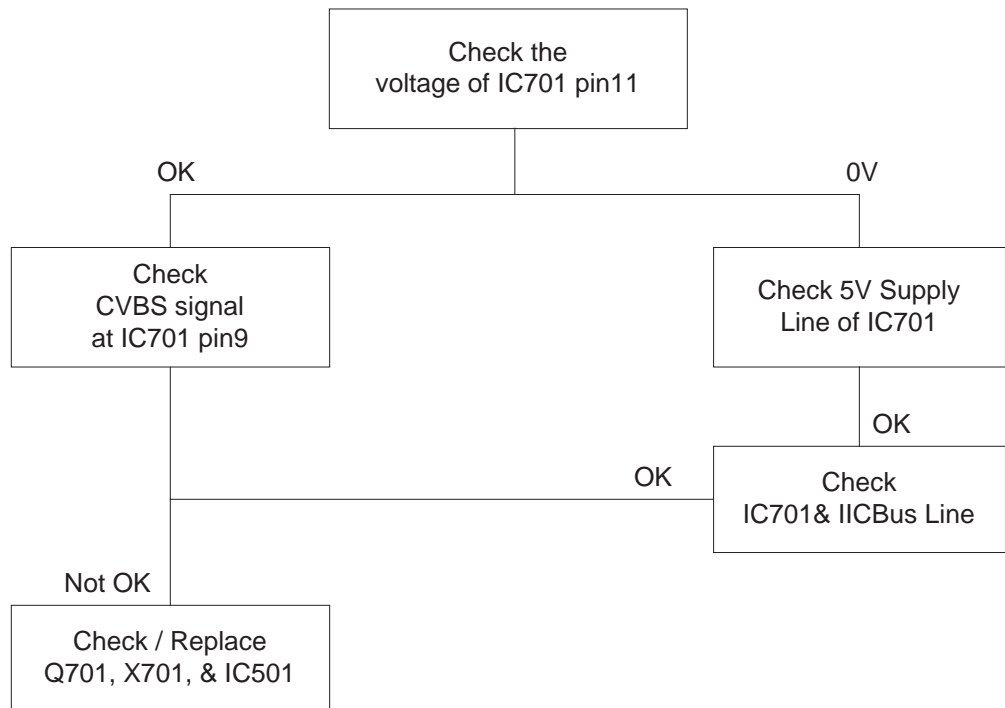 Check the
voltage of IC701 pin11
OK
0V
Check
CVBS signal
at IC701 pin9
Check 5V Supply
Line of IC701
OK
OK
Check
IC701& IICBus Line
Not OK
Check / Replace
Q701, X701, & IC501